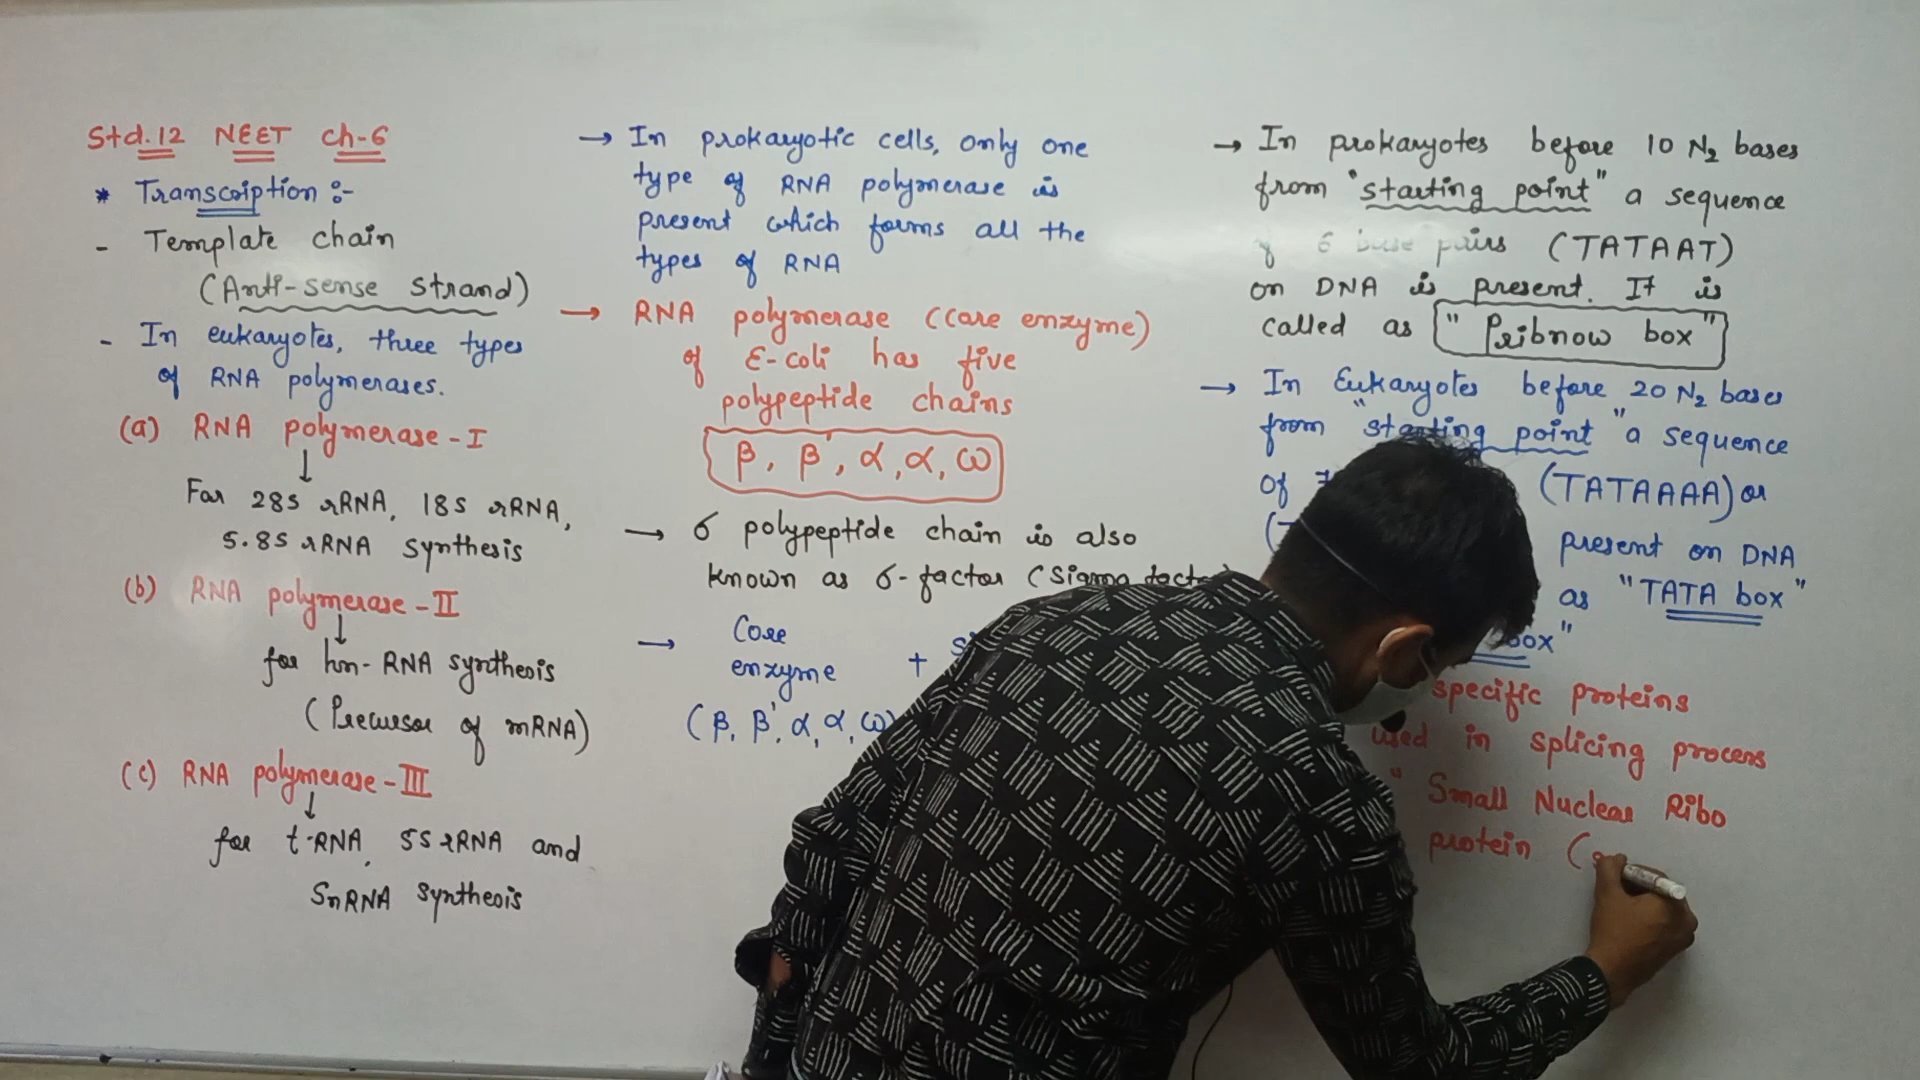 Std.12 NEET ch-6
* Transcription :-
- Template chain
(Anti-sense strand)
- In eukaryotes, three types
of RNA polymerases.
(a) RNA polymerase - I
↓
For 28S rRNA, 18S rRNA,
5.8S rRNA synthesis
(b) RNA polymerase - II
↓
for hn-RNA synthesis
(Precursor of mRNA)
(c) RNA polymerase - III
↓
for t-RNA, 5S rRNA and
SnRNA synthesis
→ In prokaryotic cells, only one
type of RNA polymerase is
present which forms all the
types of RNA
→ RNA polymerase (core enzyme)
of E-coli has five
polypeptide chains
β, β', α, α, ω
→ σ polypeptide chain is also
known as σ-factor (Sigma factor)
→ Core
enzyme +
(β, β', α, α, ω)
→ In prokaryotes before 10 N₂ bases
from "starting point" a sequence
of 6 base pairs (TATAAT)
on DNA is present. It is
called as "Pribnow box"
→ In Eukaryotes before 20 N₂ bases
from "starting point" a sequence
of (TATAAAA) or
present on DNA
as "TATA box"
box"
specific proteins
used in splicing process
" Small Nuclear Ribo
protein (